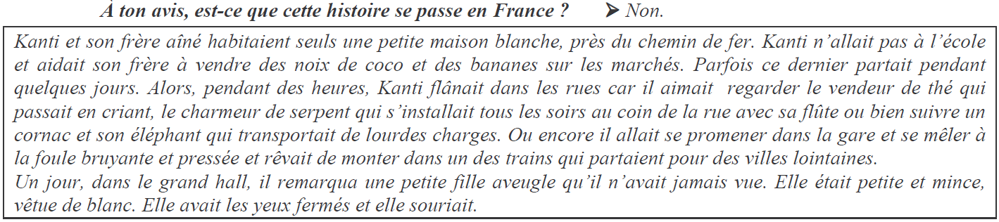 À ton avis, est-ce que cette histoire se passe en France ? ➢ Non.
Kanti et son frère aîné habitaient seuls une petite maison blanche, près du chemin de fer. Kanti n’allait pas à l’école
et aidait son frère à vendre des noix de coco et des bananes sur les marchés. Parfois ce dernier partait pendant
quelques jours. Alors, pendant des heures, Kanti flânait dans les rues car il aimait regarder le vendeur de thé qui
passait en criant, le charmeur de serpent qui s’installait tous les soirs au coin de la rue avec sa flûte ou bien suivre un
cornac et son éléphant qui transportait de lourdes charges. Ou encore il allait se promener dans la gare et se mêler à
la foule bruyante et pressée et rêvait de monter dans un des trains qui partaient pour des villes lointaines.
Un jour, dans le grand hall, il remarqua une petite fille aveugle qu’il n’avait jamais vue. Elle était petite et mince,
vêtue de blanc. Elle avait les yeux fermés et elle souriait.